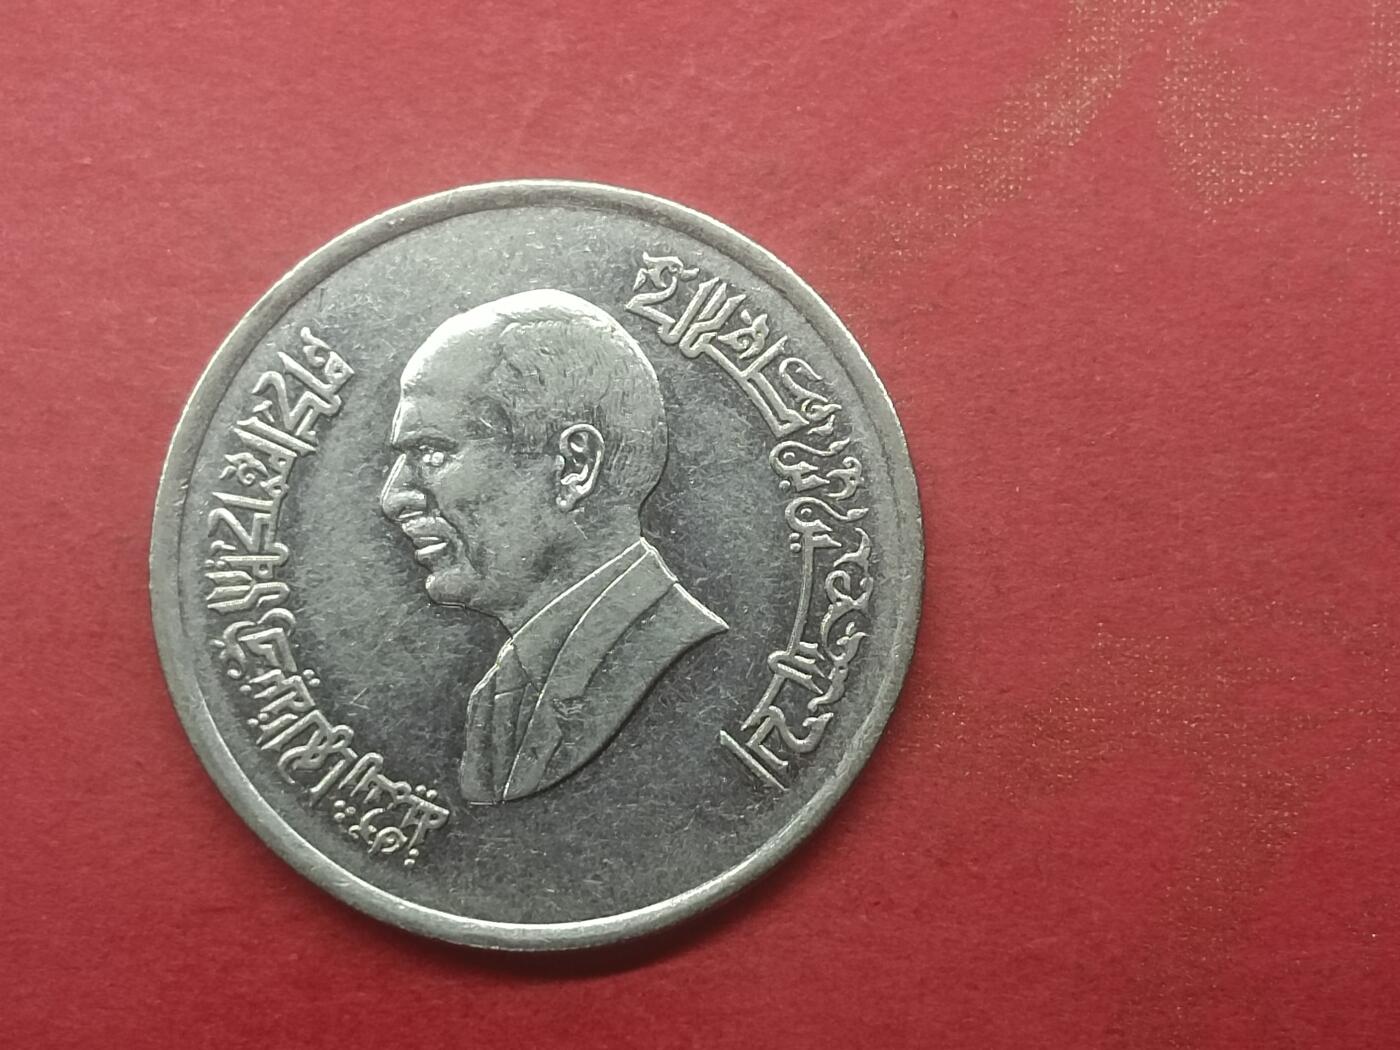 الحسين بن طلال
ملك المملكة الأردنية الهاشمية